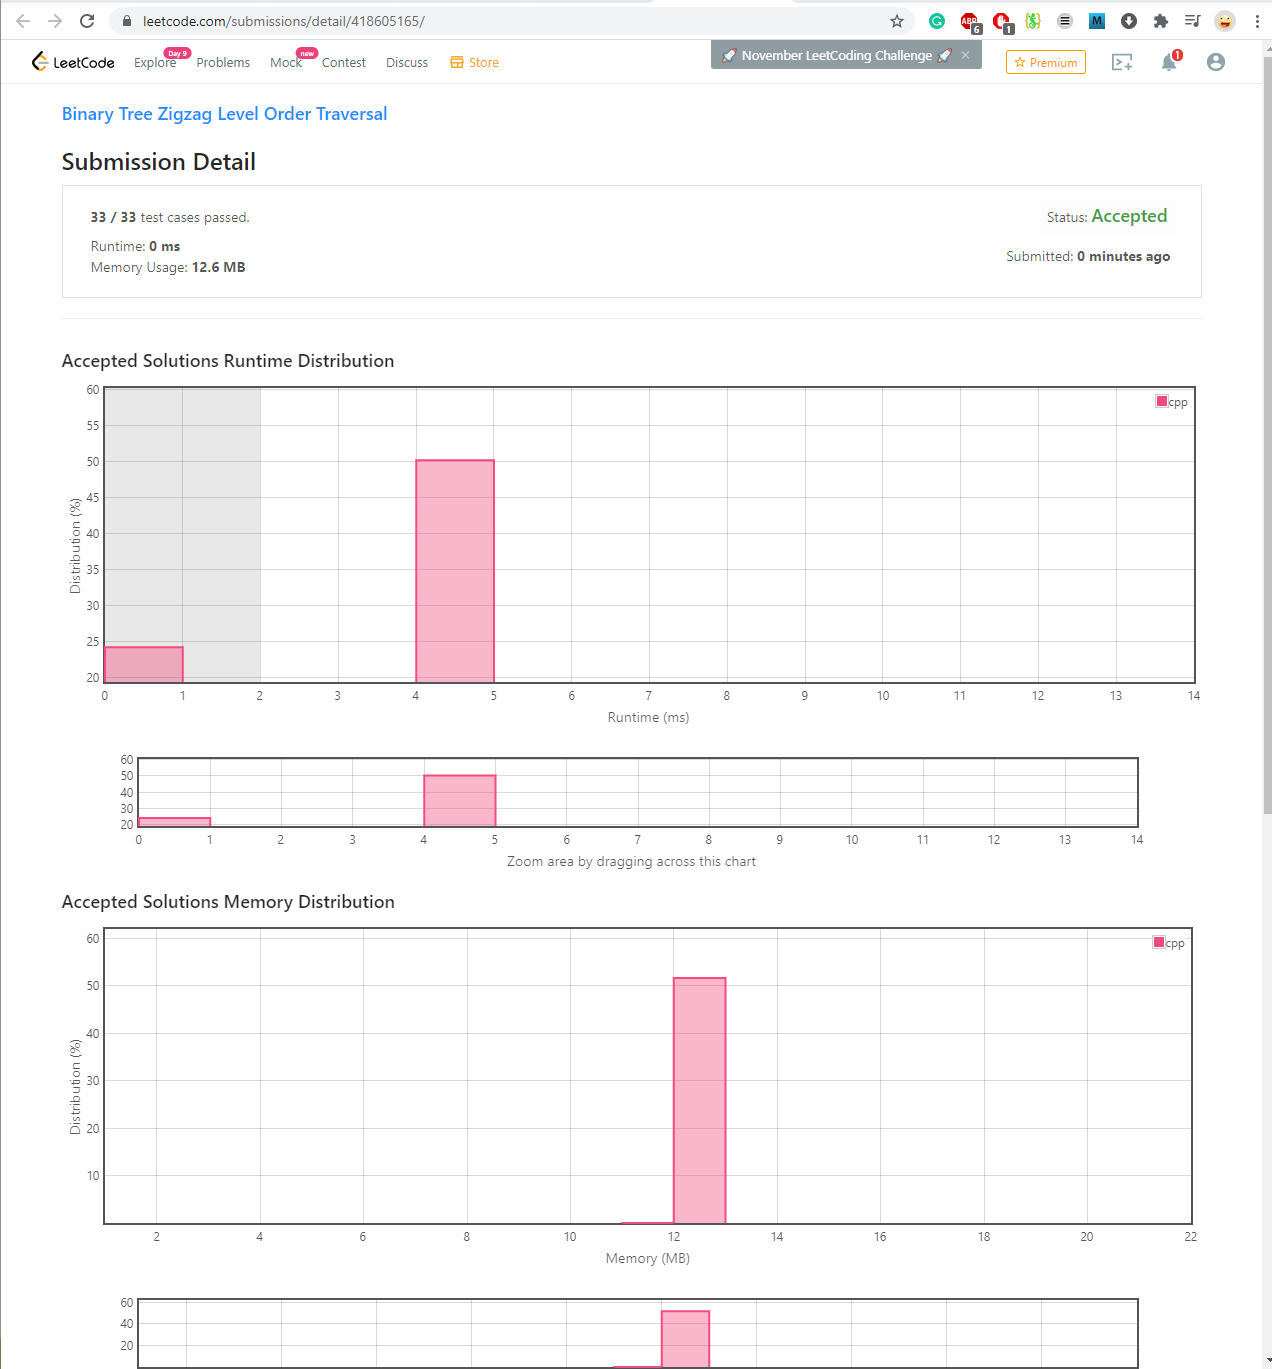 leetcode.com/submissions/detail/418605165/
6
1
M
LeetCode
Explore
Day 9
Problems
Mock
new
Contest
Discuss
Store
November LeetCoding Challenge
×
Premium
1
Binary Tree Zigzag Level Order Traversal
Submission Detail
33 / 33 test cases passed.
Status: Accepted
Runtime: 0 ms
Submitted: 0 minutes ago
Memory Usage: 12.6 MB
Accepted Solutions Runtime Distribution
60
55
50
45
40
35
30
25
20
Distribution (%)
cpp
0 1 2 3 4 5 6 7 8 9 10 11 12 13 14
Runtime (ms)
60
50
40
30
20
0 1 2 3 4 5 6 7 8 9 10 11 12 13 14
Zoom area by dragging across this chart
Accepted Solutions Memory Distribution
60
50
40
30
20
10
Distribution (%)
cpp
2 4 6 8 10 12 14 16 18 20 22
Memory (MB)
60
40
20